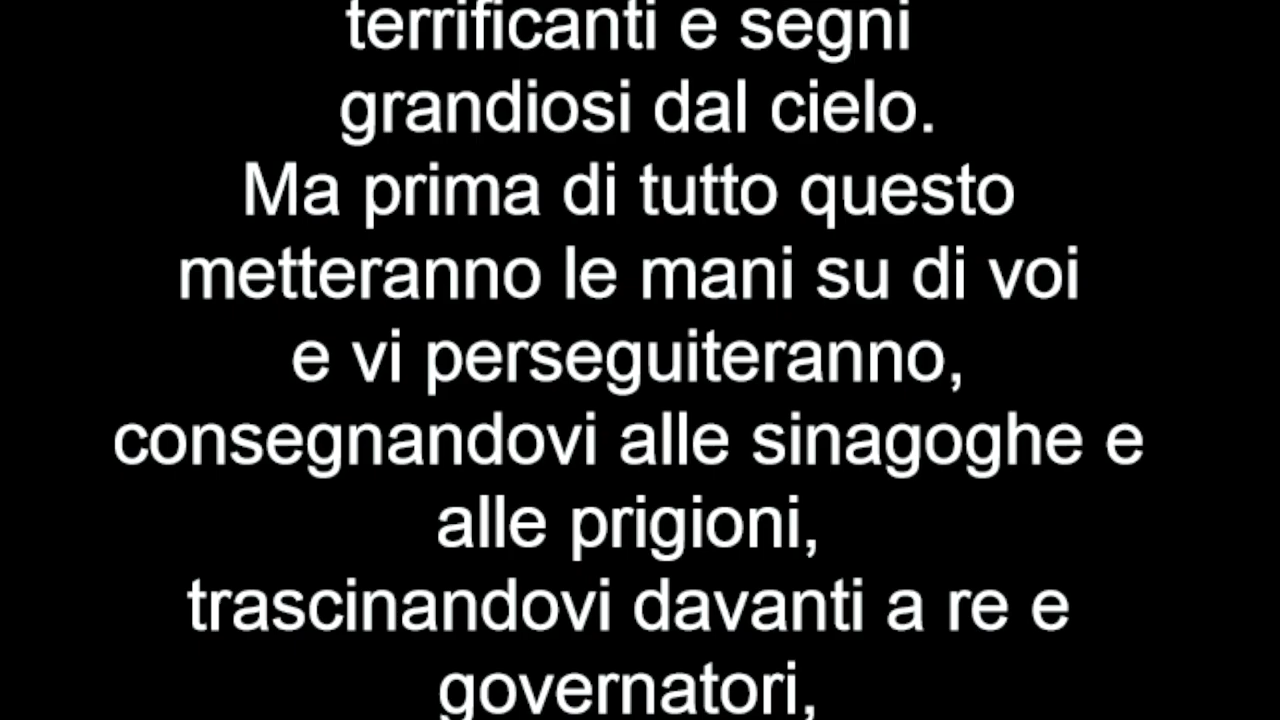 terrificanti e segni
grandiosi dal cielo.
Ma prima di tutto questo
metteranno le mani su di voi
e vi perseguiteranno,
consegnandovi alle sinagoghe e
alle prigioni,
trascinandovi davanti a re e
governatori,